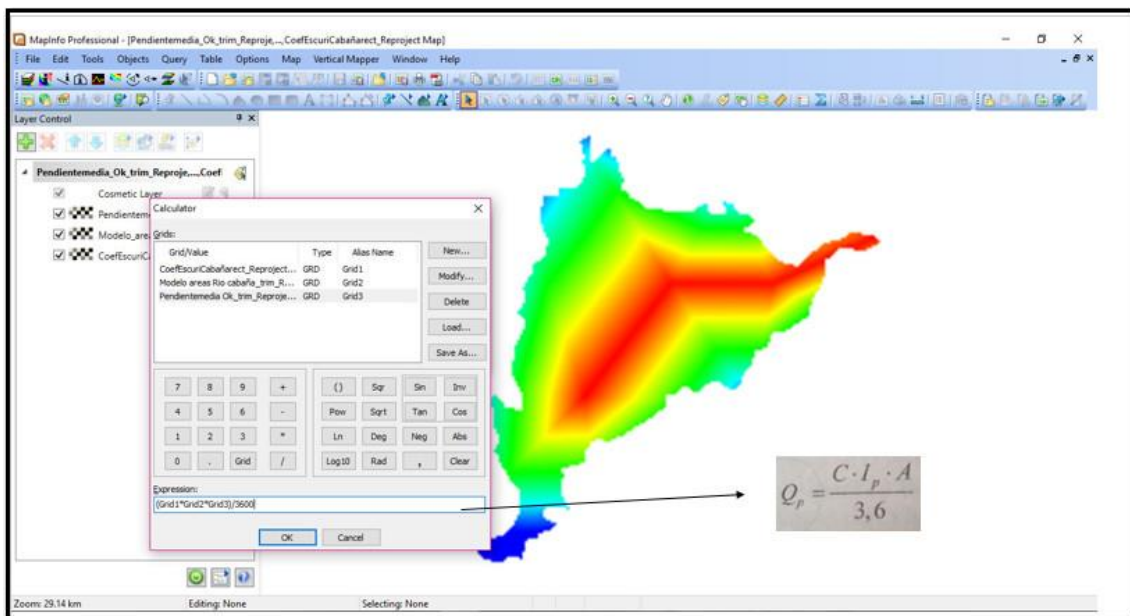 MapInfo Professional - [Pendientemedia_Ok_trim_Reproje,...,CoefEscuriCabañarect_Reproject Map]
File Edit Tools Objects Query Table Options Map Vertical Mapper Window Help
Layer Control
Pendientemedia_Ok_trim_Reproje,...,Coef
Cosmetic Layer
Pendientem
Modelo_area
CoefEscuriC
Calculator
Grids:
Grid/Value Type Alias Name
CoefEscuriCabañarect_Reproject... GRD Grid1
Modelo areas Rio cabaña_trim_R... GRD Grid2
Pendientemedia Ok_trim_Reproje... GRD Grid3
New...
Modify...
Delete
Load...
Save As...
7 8 9 + () Sqr Sin Inv
4 5 6 - Pow Sqrt Tan Cos
1 2 3 * Ln Deg Neg Abs
0 . Grid / Log10 Rad , Clear
Expression:
(Grid1*Grid2*Grid3)/3600
OK Cancel
Q_p = C · I_p · A / 3,6
Zoom: 29.14 km Editing: None Selecting: None